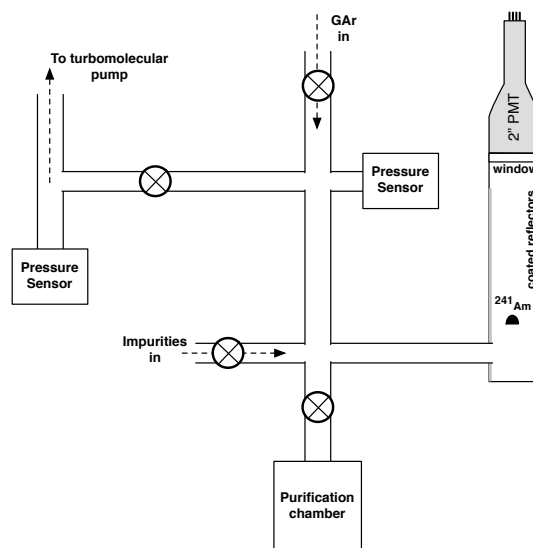 To turbomolecular
pump
GAr
in
2" PMT
window
Pressure
Sensor
Pressure
Sensor
coated reflectors
241Am
Impurities
in
Purification
chamber